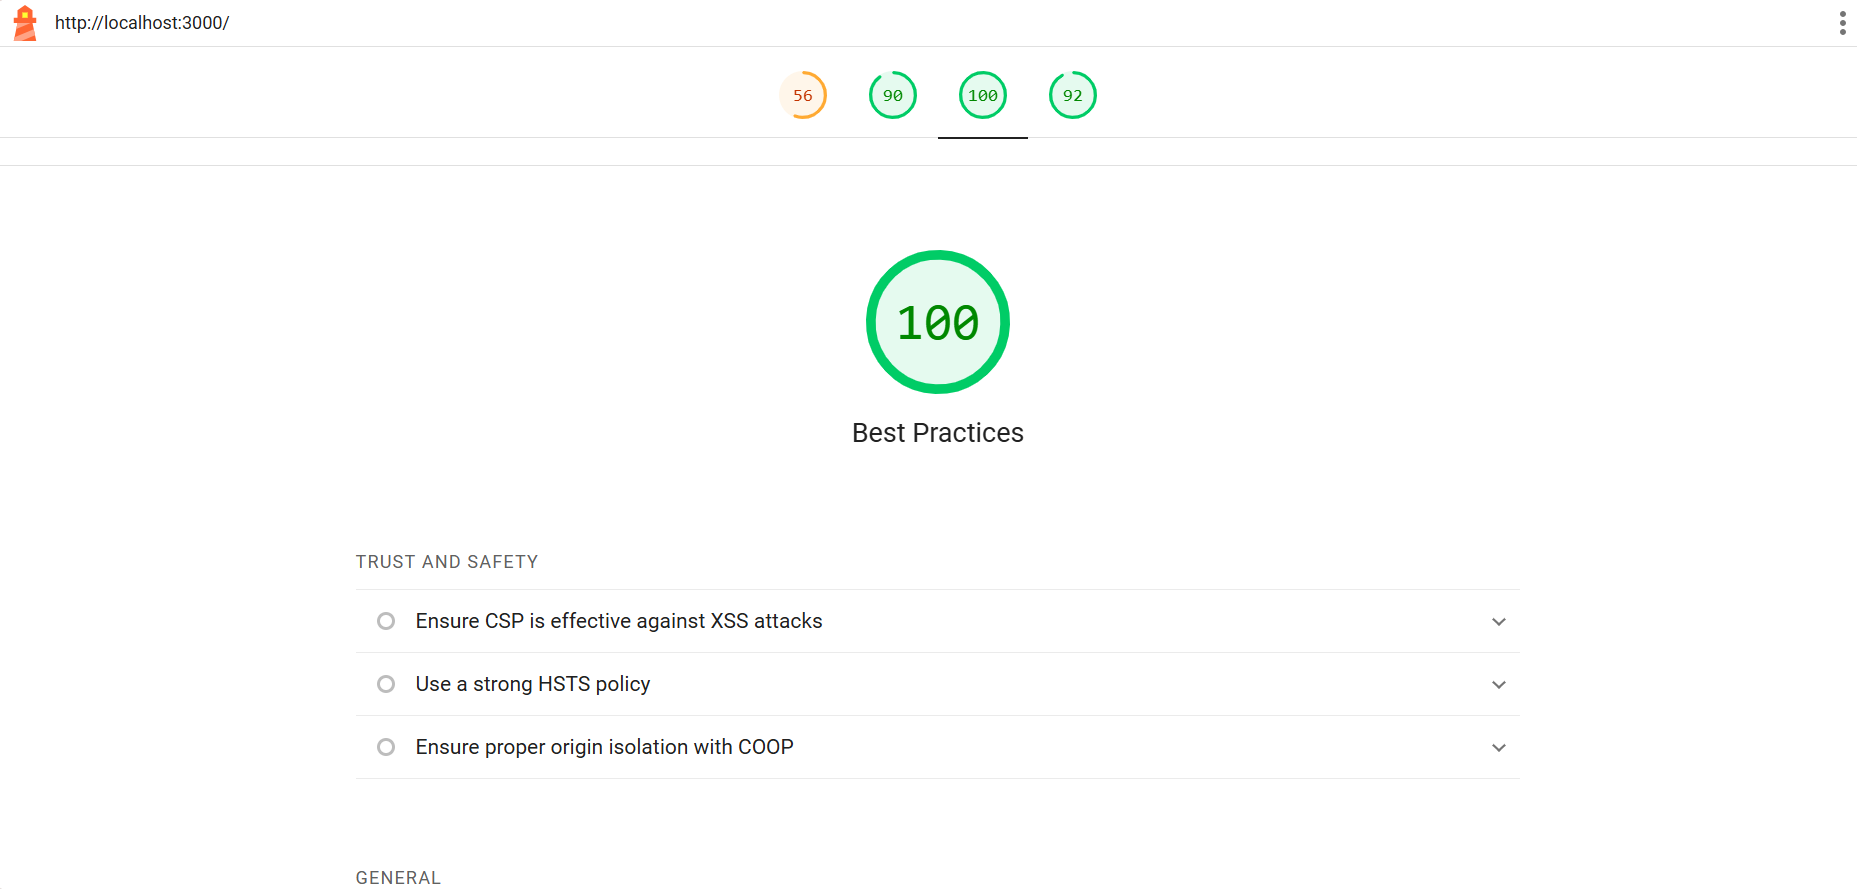 http://localhost:3000/
56 90 100 92
100
Best Practices
TRUST AND SAFETY
Ensure CSP is effective against XSS attacks
Use a strong HSTS policy
Ensure proper origin isolation with COOP
GENERAL